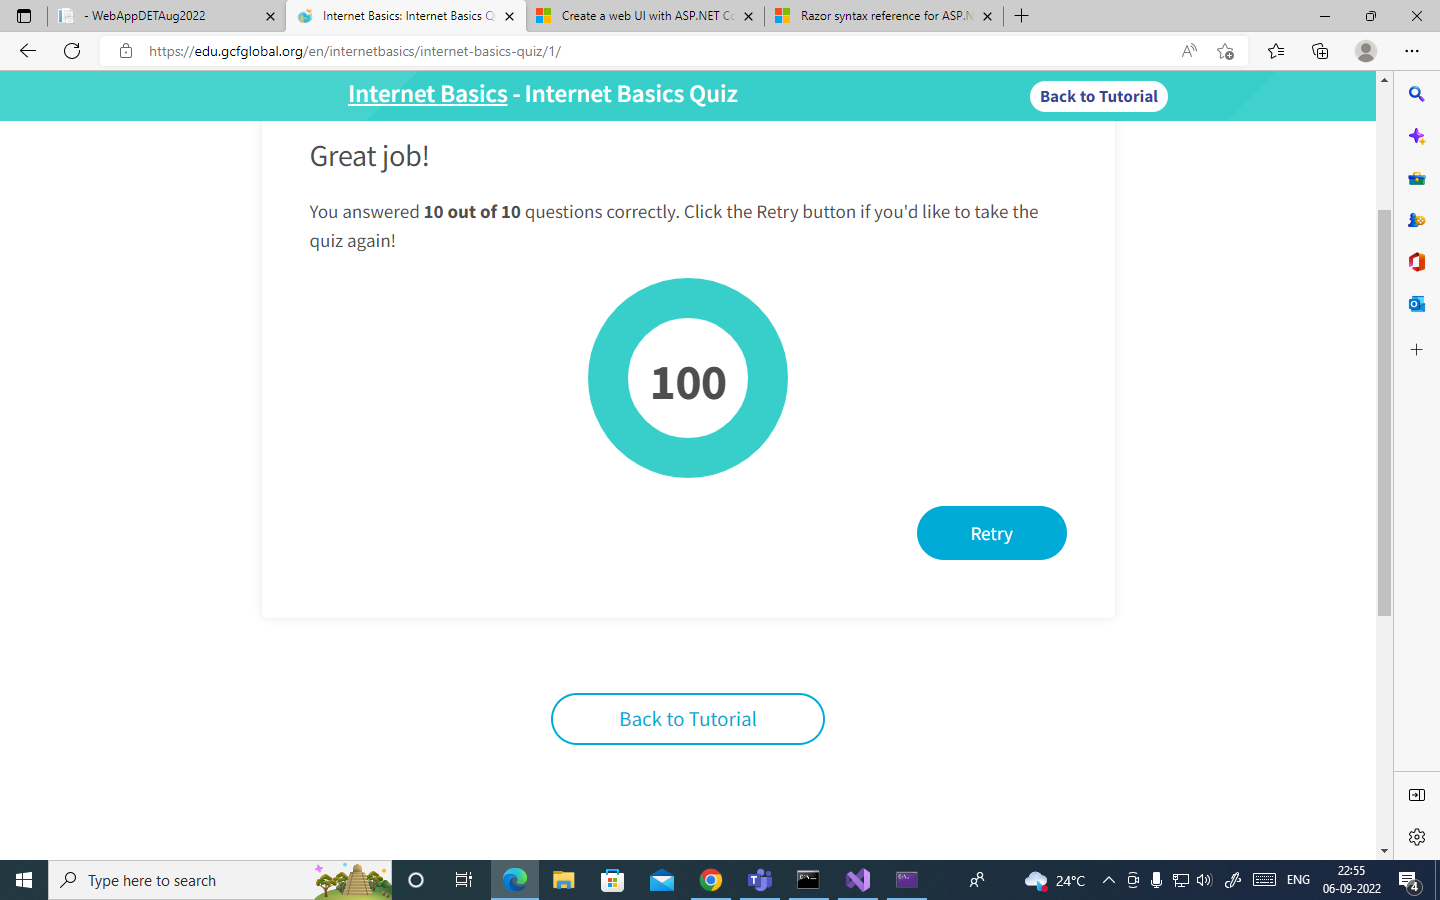 - WebAppDETAug2022
Internet Basics: Internet Basics Q
Create a web UI with ASP.NET Co
Razor syntax reference for ASP.N
https://edu.gcfglobal.org/en/internetbasics/internet-basics-quiz/1/
Internet Basics - Internet Basics Quiz
Back to Tutorial
Great job!
You answered 10 out of 10 questions correctly. Click the Retry button if you'd like to take the
quiz again!
100
Retry
Back to Tutorial
Type here to search
24°C
ENG
22:55
06-09-2022
4